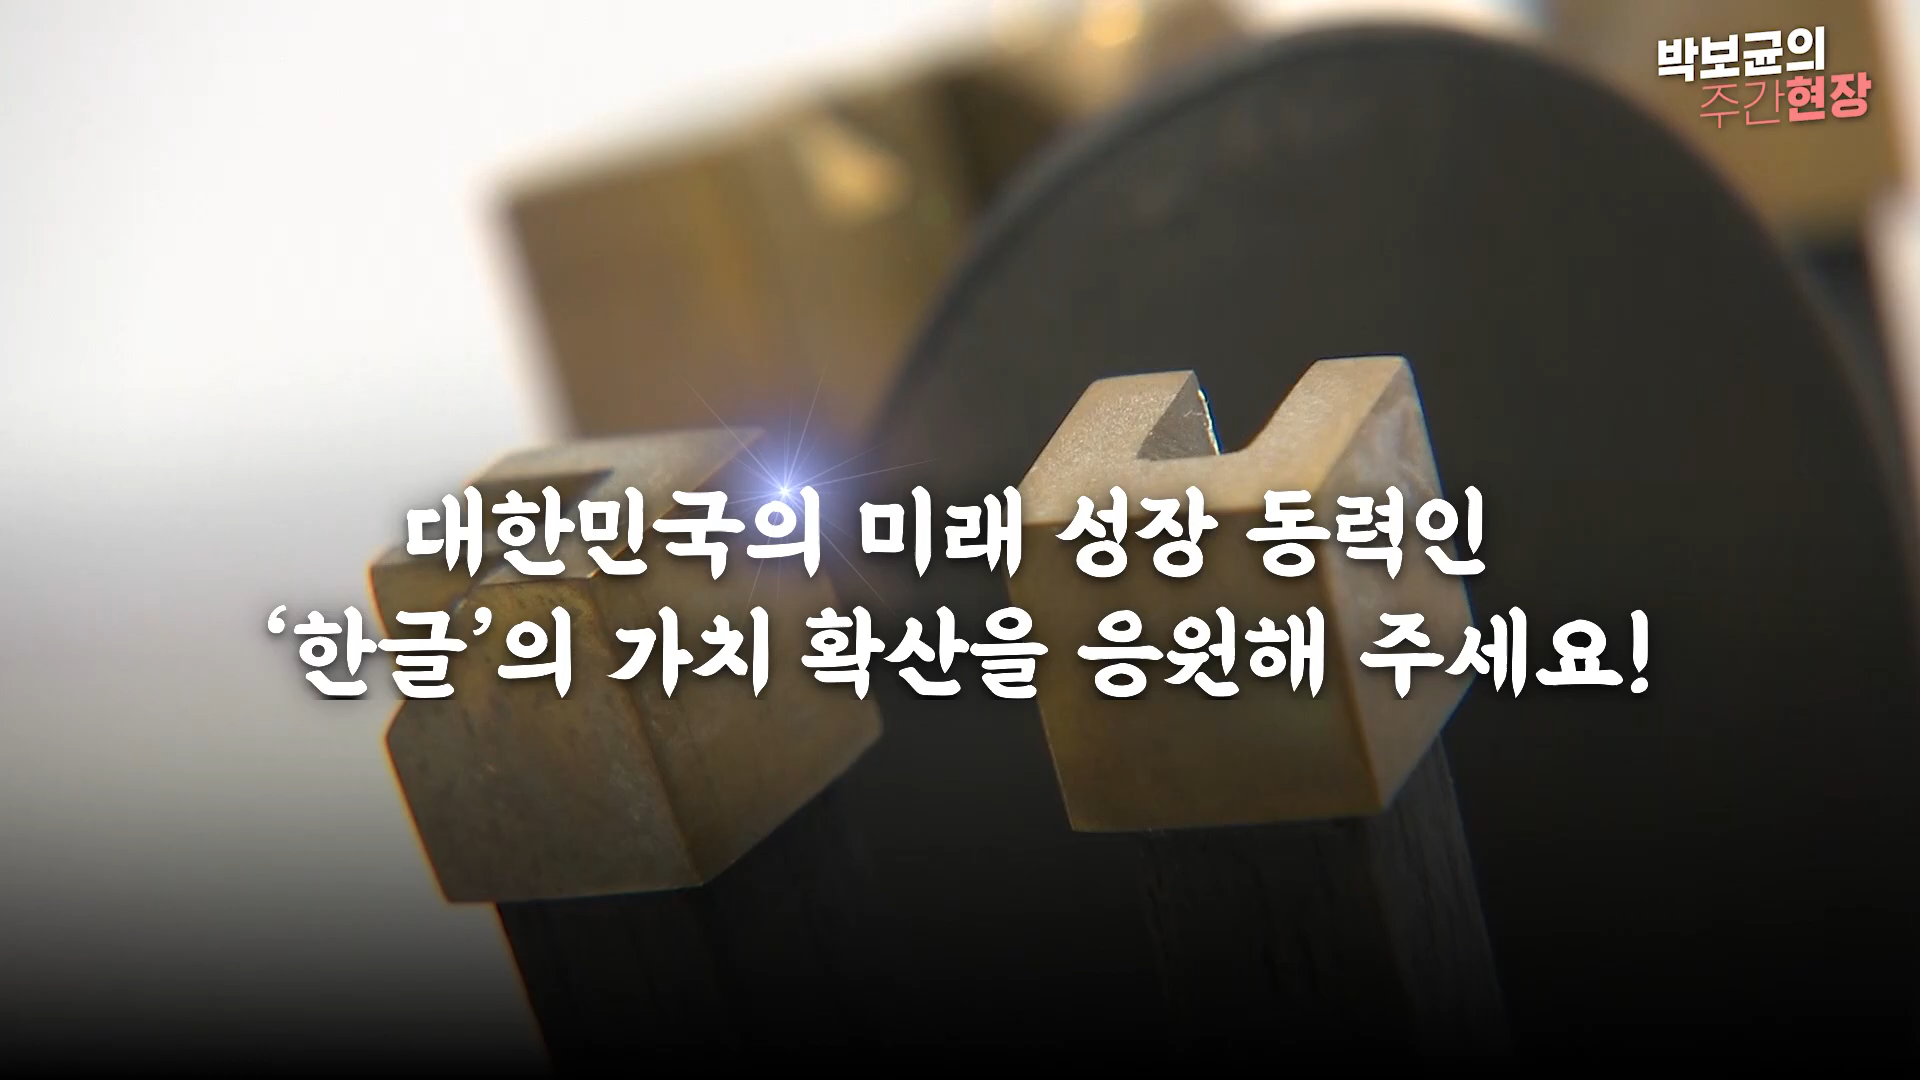 박보균의
주간현장
대한민국의 미래 성장 동력인
‘한글’의 가치 확산을 응원해 주세요!